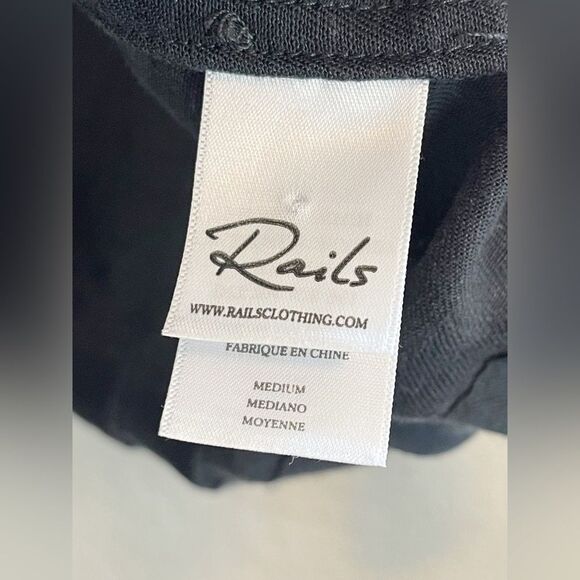 Rails
WWW.RAILSCLOTHING.COM
FABRIQUE EN CHINE
MEDIUM
MEDIANO
MOYENNE